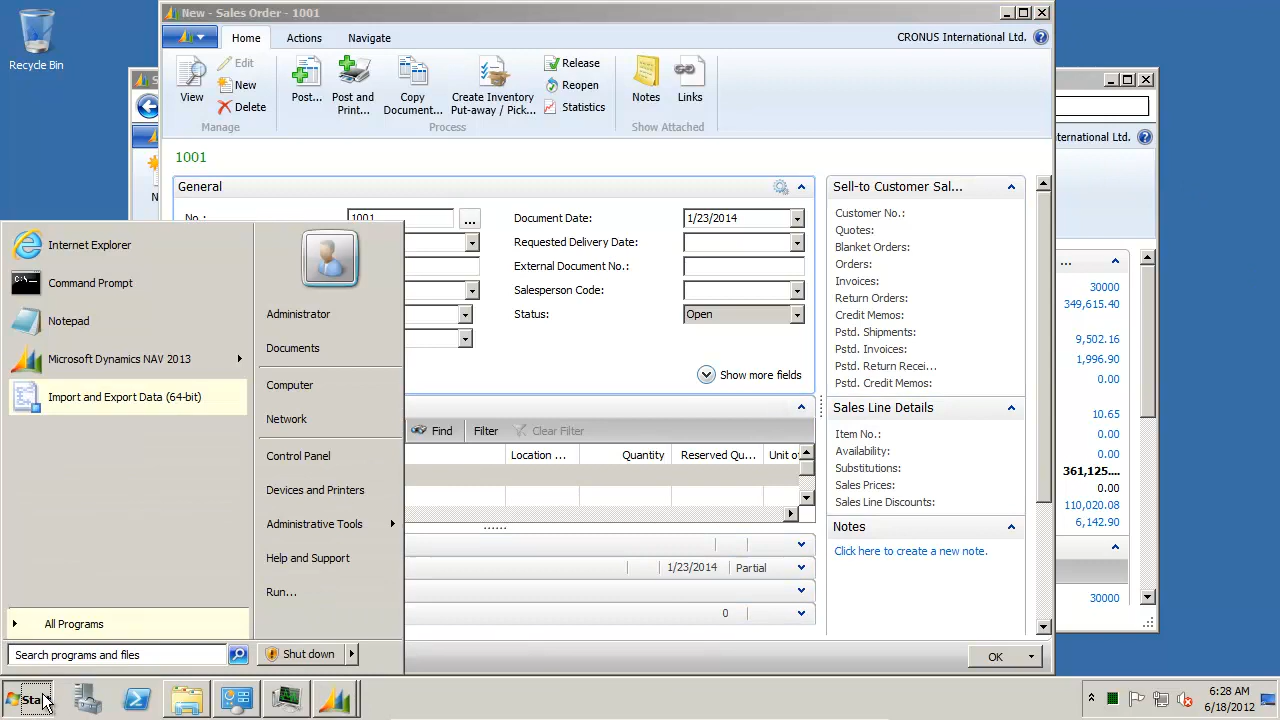 Recycle Bin
New - Sales Order - 1001
Home
Actions
Navigate
CRONUS International Ltd.
View
Edit
New
Delete
Manage
Post...
Post and
Print...
Copy
Document...
Create Inventory
Put-away / Pick...
Release
Reopen
Statistics
Process
Notes
Links
Show Attached
ternational Ltd.
1001
General
No.:
1001
...
Document Date:
1/23/2014
Requested Delivery Date:
External Document No.:
Salesperson Code:
Status:
Open
Show more fields
Find
Filter
Clear Filter
Location ...
Quantity
Reserved Qu...
Unit o
1/23/2014
Partial
0
Sell-to Customer Sal...
Customer No.:
Quotes:
Blanket Orders:
Orders:
Invoices:
Return Orders:
Credit Memos:
Pstd. Shipments:
Pstd. Invoices:
Pstd. Return Recei...
Pstd. Credit Memos:
Sales Line Details
Item No.:
Availability:
Substitutions:
Sales Prices:
Sales Line Discounts:
Notes
Click here to create a new note.
OK
...
30000
349,615.40
9,502.16
1,996.90
0.00
10.65
0.00
0.00
361,125....
0.00
110,020.08
6,142.90
30000
Internet Explorer
Command Prompt
Notepad
Microsoft Dynamics NAV 2013
Import and Export Data (64-bit)
All Programs
Search programs and files
Administrator
Documents
Computer
Network
Control Panel
Devices and Printers
Administrative Tools
Help and Support
Run...
Shut down
Sta
6:28 AM
6/18/2012